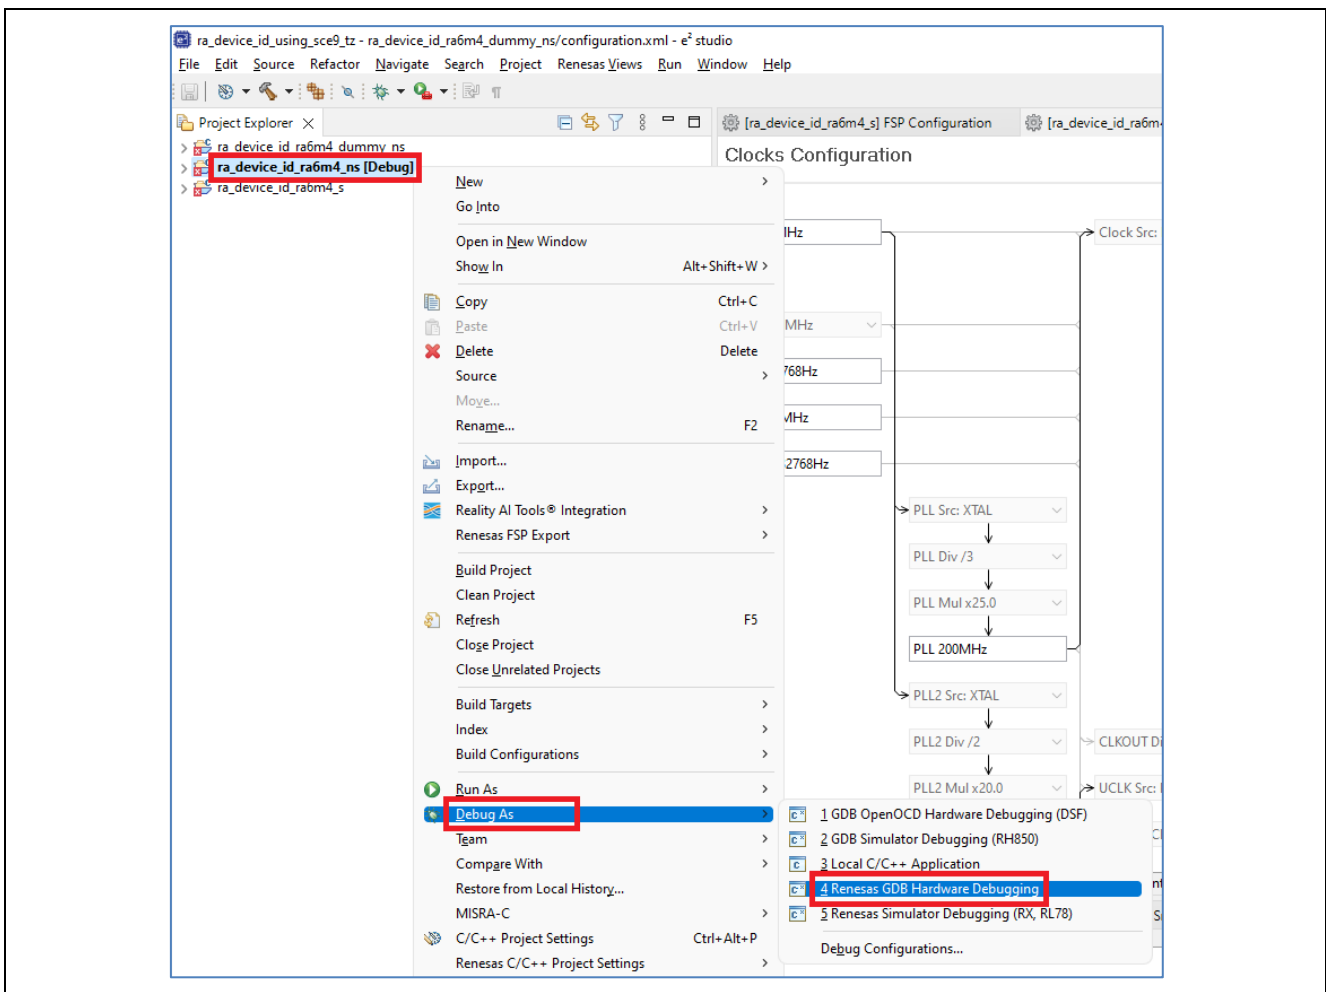 ra_device_id_using_sce9_tz - ra_device_id_ra6m4_dummy_ns/configuration.xml - e² studio
File Edit Source Refactor Navigate Search Project Renesas Views Run Window Help
Project Explorer
[ra_device_id_ra6m4_s] FSP Configuration
[ra_device_id_ra6m
ra_device_id_ra6m4_dummy_ns
ra_device_id_ra6m4_ns [Debug]
ra_device_id_ra6m4_s
Clocks Configuration
New
Go Into
Open in New Window
Show In Alt+Shift+W >
Copy Ctrl+C
Paste Ctrl+V
Delete Delete
Source
Move...
Rename... F2
Import...
Export...
Reality AI Tools® Integration
Renesas FSP Export
Build Project
Clean Project
Refresh F5
Close Project
Close Unrelated Projects
Build Targets
Index
Build Configurations
Run As
Debug As
Team
Compare With
Restore from Local History...
MISRA-C
C/C++ Project Settings Ctrl+Alt+P
Renesas C/C++ Project Settings
1 GDB OpenOCD Hardware Debugging (DSF)
2 GDB Simulator Debugging (RH850)
3 Local C/C++ Application
4 Renesas GDB Hardware Debugging
5 Renesas Simulator Debugging (RX, RL78)
Debug Configurations...
Hz
MHz
768Hz
MHz
2768Hz
Clock Src:
PLL Src: XTAL
PLL Div /3
PLL Mul x25.0
PLL 200MHz
PLL2 Src: XTAL
PLL2 Div /2
PLL2 Mul x20.0
CLKOUT Di
UCLK Src: